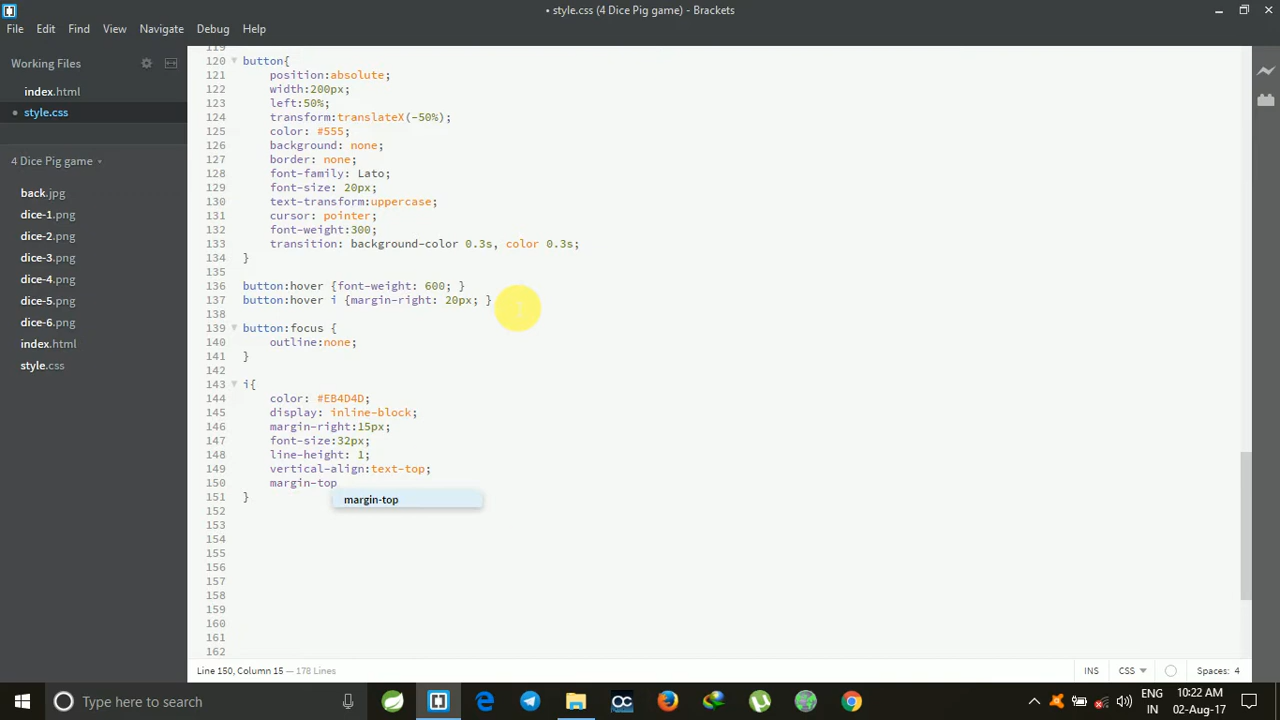 • style.css (4 Dice Pig game) - Brackets
File Edit Find View Navigate Debug Help
Working Files
index.html
• style.css
4 Dice Pig game
back.jpg
dice-1.png
dice-2.png
dice-3.png
dice-4.png
dice-5.png
dice-6.png
index.html
style.css
119
120 button{
121 position:absolute;
122 width:200px;
123 left:50%;
124 transform:translateX(-50%);
125 color: #555;
126 background: none;
127 border: none;
128 font-family: Lato;
129 font-size: 20px;
130 text-transform:uppercase;
131 cursor: pointer;
132 font-weight:300;
133 transition: background-color 0.3s, color 0.3s;
134 }
135
136 button:hover {font-weight: 600; }
137 button:hover i {margin-right: 20px; }
138
139 button:focus {
140 outline:none;
141 }
142
143 i{
144 color: #EB4D4D;
145 display: inline-block;
146 margin-right:15px;
147 font-size:32px;
148 line-height: 1;
149 vertical-align:text-top;
150 margin-top
margin-top
151 }
152
153
154
155
156
157
158
159
160
161
162
Line 150, Column 15 — 178 Lines
INS CSS Spaces: 4
Type here to search
ENG
IN
10:22 AM
02-Aug-17